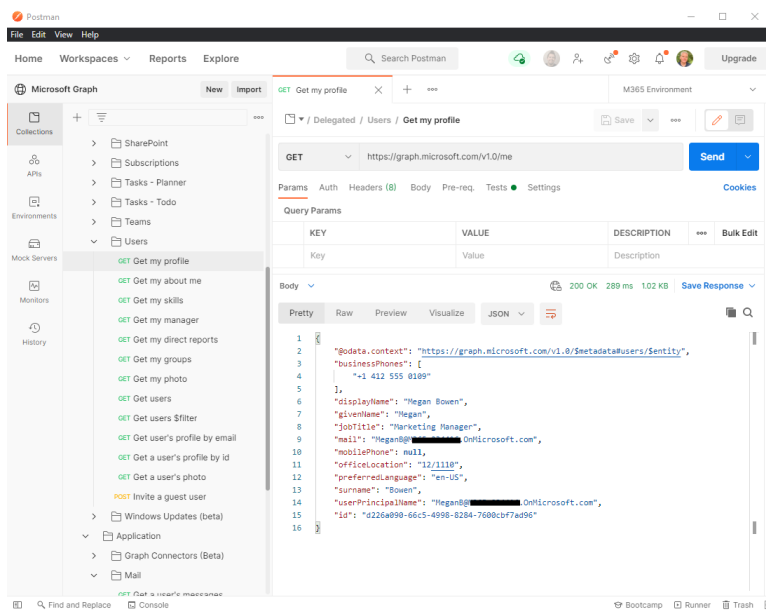 Postman
File Edit View Help
Home Workspaces Reports Explore Search Postman Upgrade
Microsoft Graph New Import
GET Get my profile M365 Environment
Collections
APIs
Environments
Mock Servers
Monitors
History
SharePoint
Subscriptions
Tasks - Planner
Tasks - Todo
Teams
Users
GET Get my profile
GET Get my about me
GET Get my skills
GET Get my manager
GET Get my direct reports
GET Get my groups
GET Get my photo
GET Get users
GET Get users $filter
GET Get user's profile by email
GET Get a user's profile by id
GET Get a user's photo
POST Invite a guest user
Windows Updates (beta)
Application
Graph Connectors (Beta)
Mail
GET Get a user's messages
/ Delegated / Users / Get my profile Save
GET https://graph.microsoft.com/v1.0/me Send
Params Auth Headers (8) Body Pre-req. Tests Settings Cookies
Query Params
KEY VALUE DESCRIPTION Bulk Edit
Key Value Description
Body 200 OK 289 ms 1.02 KB Save Response
Pretty Raw Preview Visualize JSON
1 {
2 "@odata.context": "https://graph.microsoft.com/v1.0/$metadata#users/$entity",
3 "businessPhones": [
4 "+1 412 555 0109"
5 ],
6 "displayName": "Megan Bowen",
7 "givenName": "Megan",
8 "jobTitle": "Marketing Manager",
9 "mail": "MeganB@ .OnMicrosoft.com",
10 "mobilePhone": null,
11 "officeLocation": "12/1110",
12 "preferredLanguage": "en-US",
13 "surname": "Bowen",
14 "userPrincipalName": "MeganB@ .OnMicrosoft.com",
15 "id": "d226a090-66c5-4998-8284-7600cbf7ad96"
16 }
Find and Replace Console Bootcamp Runner Trash